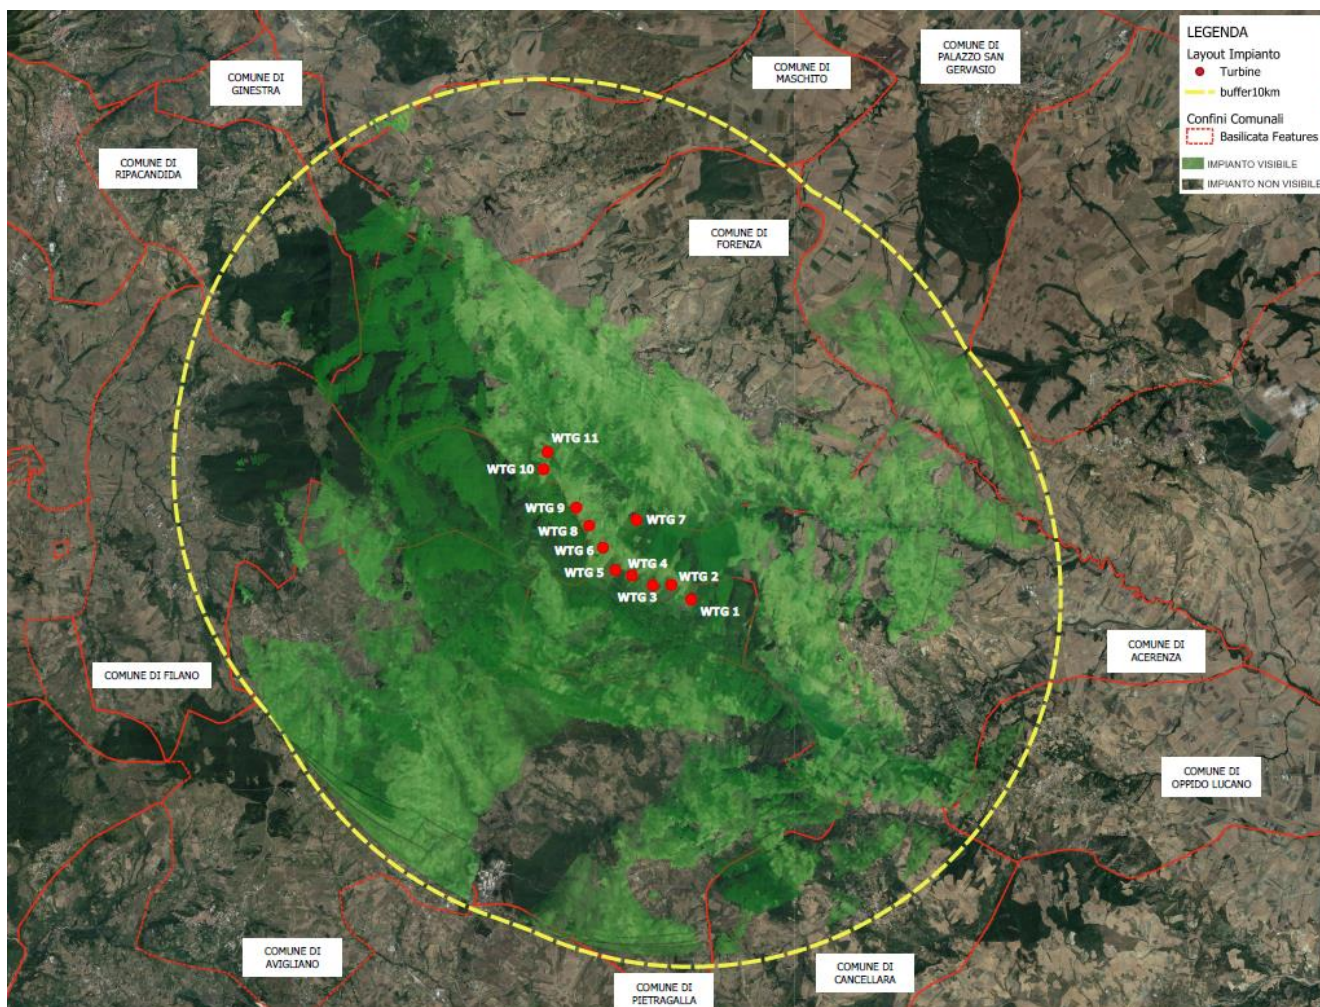 COMUNE DI
GINESTRA
COMUNE DI
MASCHITO
COMUNE DI
PALAZZO SAN
GERVASIO
LEGENDA
Layout Impianto
Turbine
buffer10km
Confini Comunali
Basilicata Features
IMPIANTO VISIBILE
IMPIANTO NON VISIBILE
COMUNE DI
RIPACANDIDA
COMUNE DI
FORENZA
WTG 11
WTG 10
WTG 9
WTG 7
WTG 8
WTG 6
WTG 4
WTG 5
WTG 2
WTG 3
WTG 1
COMUNE DI
ACERENZA
COMUNE DI FILANO
COMUNE DI
OPPIDO LUCANO
COMUNE DI
AVIGLIANO
COMUNE DI
CANCELLARA
COMUNE DI
PIETRAGALLA